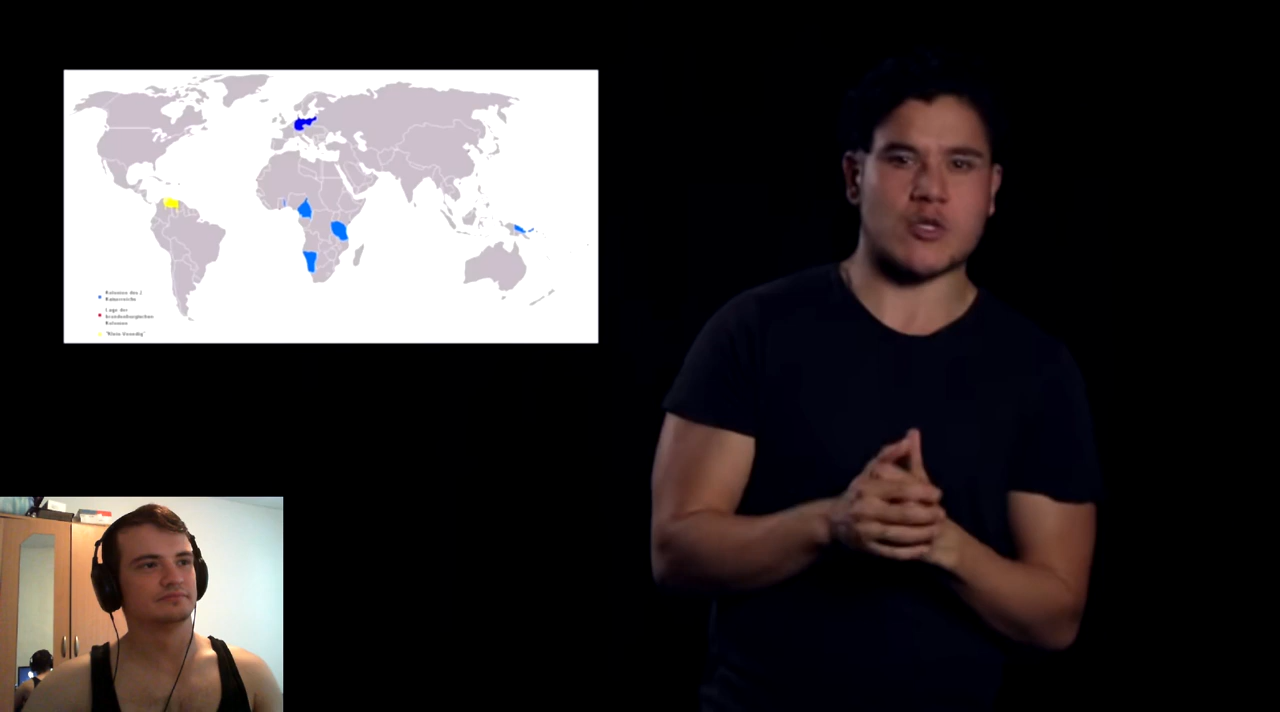 Kolonien des 2
Kaiserreichs
Lage der
brandenburgischen
Kolonien
"Klein Venedig"